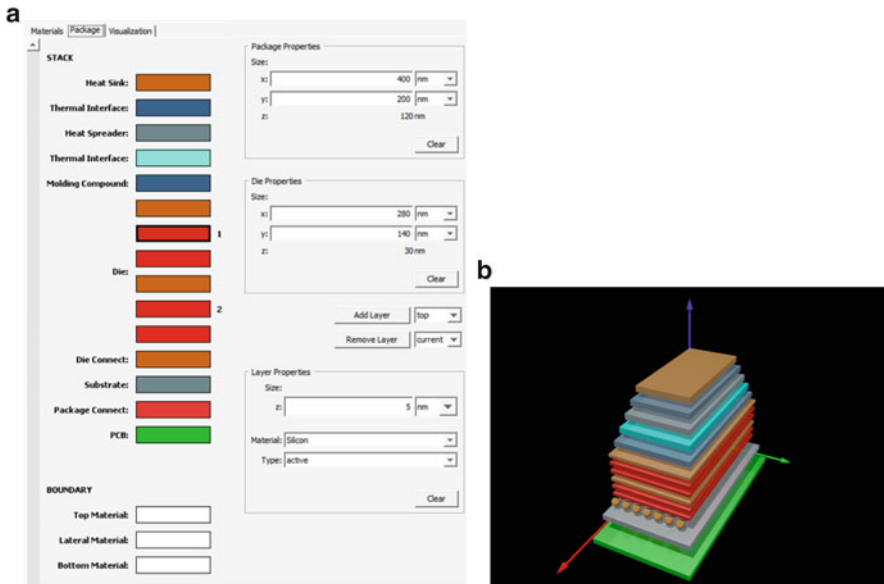 a
Materials Package Visualization
STACK
Heat Sink:
Thermal Interface:
Heat Spreader:
Thermal Interface:
Molding Compound:
1
Die:
2
Die Connect:
Substrate:
Package Connect:
PCB:
BOUNDARY
Top Material:
Lateral Material:
Bottom Material:
Package Properties
Size:
x: 400 nm
y: 200 nm
z: 120 nm
Clear
Die Properties
Size:
x: 280 nm
y: 140 nm
z: 30 nm
Clear
Add Layer top
Remove Layer current
Layer Properties
Size:
z: 5 nm
Material: Silicon
Type: active
Clear
b